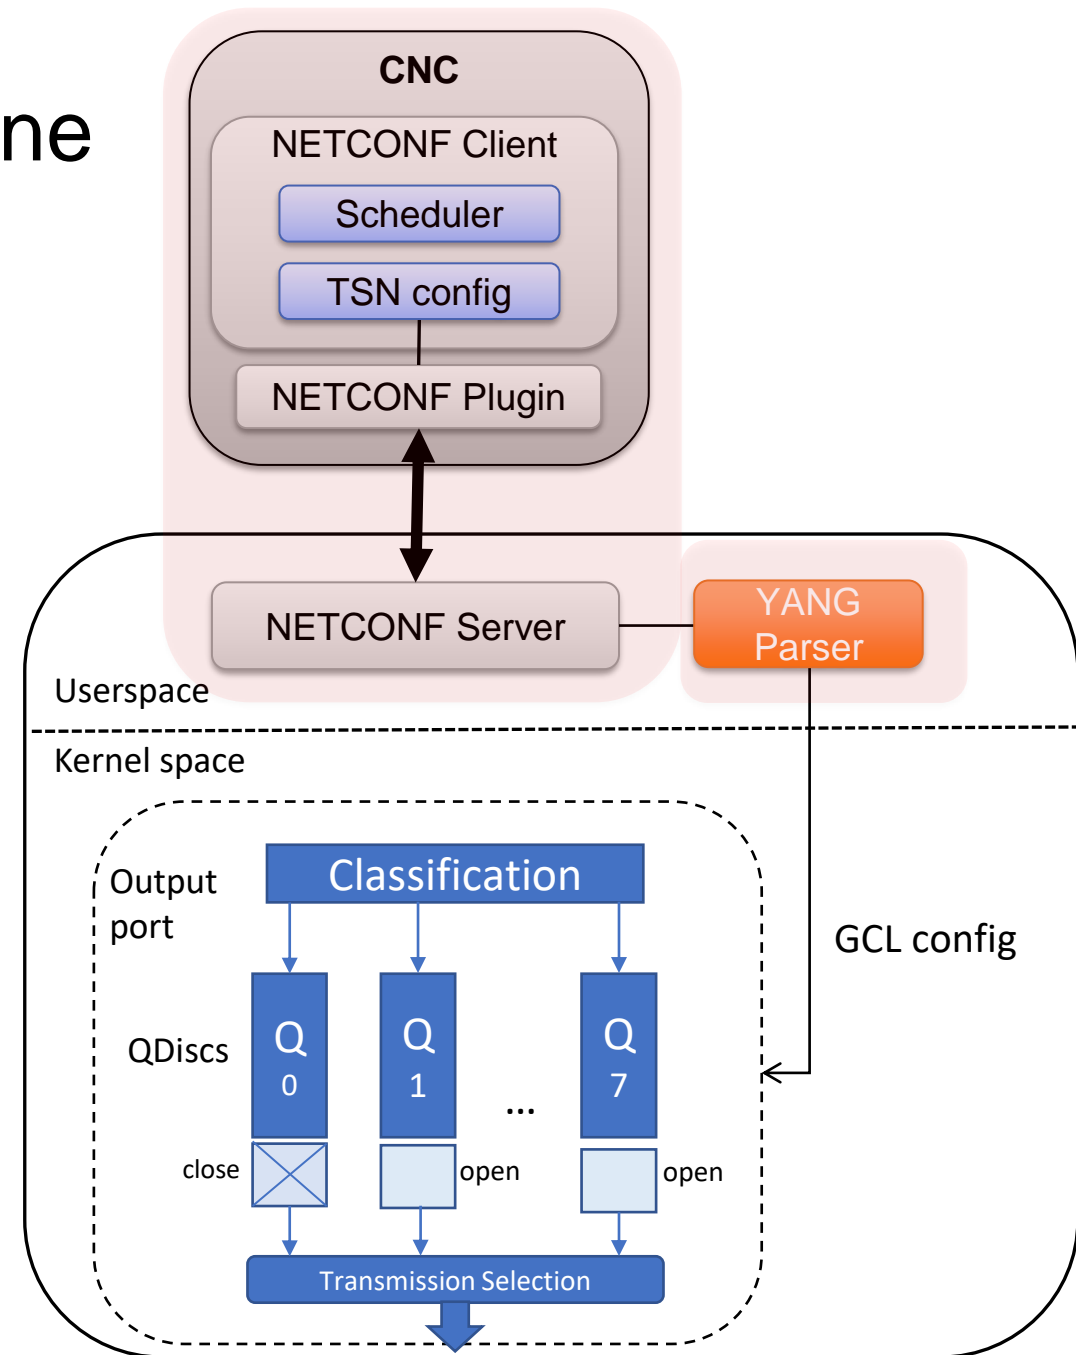 CNC
ne
NETCONF Client
Scheduler
TSN config
NETCONF Plugin
NETCONF Server
YANG
Parser
Userspace
Kernel space
Classification
Output
port
GCL config
QDiscs
Q
0
Q
1
...
Q
7
close
open
open
Transmission Selection